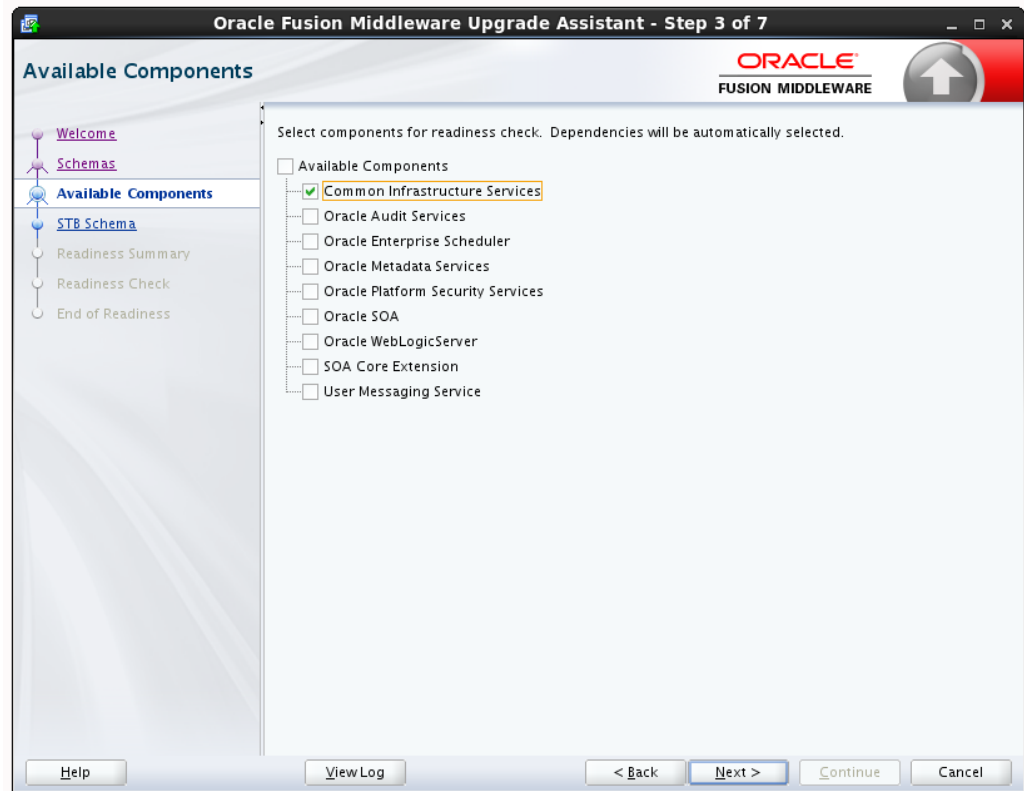 Oracle Fusion Middleware Upgrade Assistant - Step 3 of 7
Available Components
ORACLE
FUSION MIDDLEWARE
Welcome
Schemas
Available Components
STB Schema
Readiness Summary
Readiness Check
End of Readiness
Select components for readiness check. Dependencies will be automatically selected.
Available Components
Common Infrastructure Services
Oracle Audit Services
Oracle Enterprise Scheduler
Oracle Metadata Services
Oracle Platform Security Services
Oracle SOA
Oracle WebLogicServer
SOA Core Extension
User Messaging Service
Help View Log < Back Next > Continue Cancel